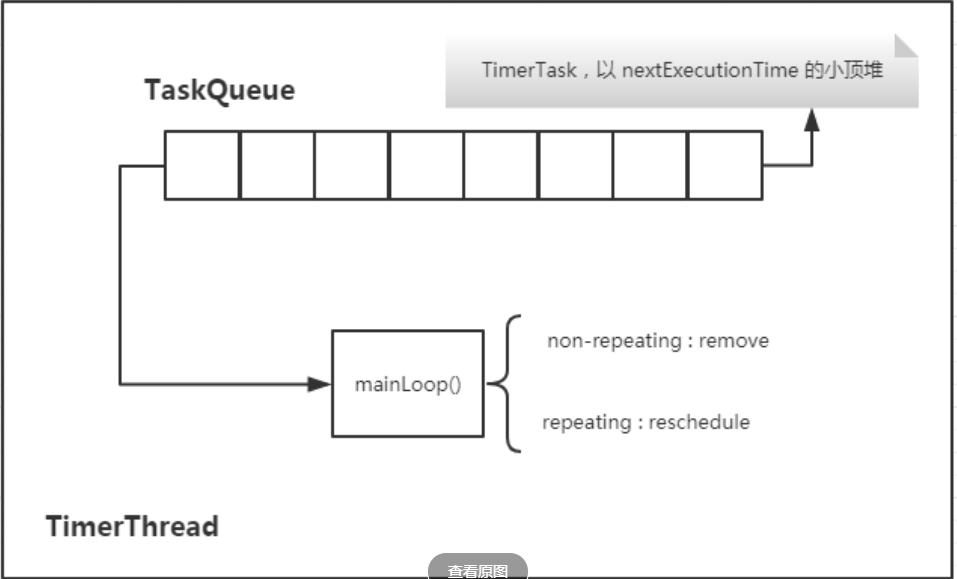 TimerTask，以 nextExecutionTime 的小顶堆
TaskQueue
mainLoop()
non-repeating : remove
repeating : reschedule
TimerThread
查看原图